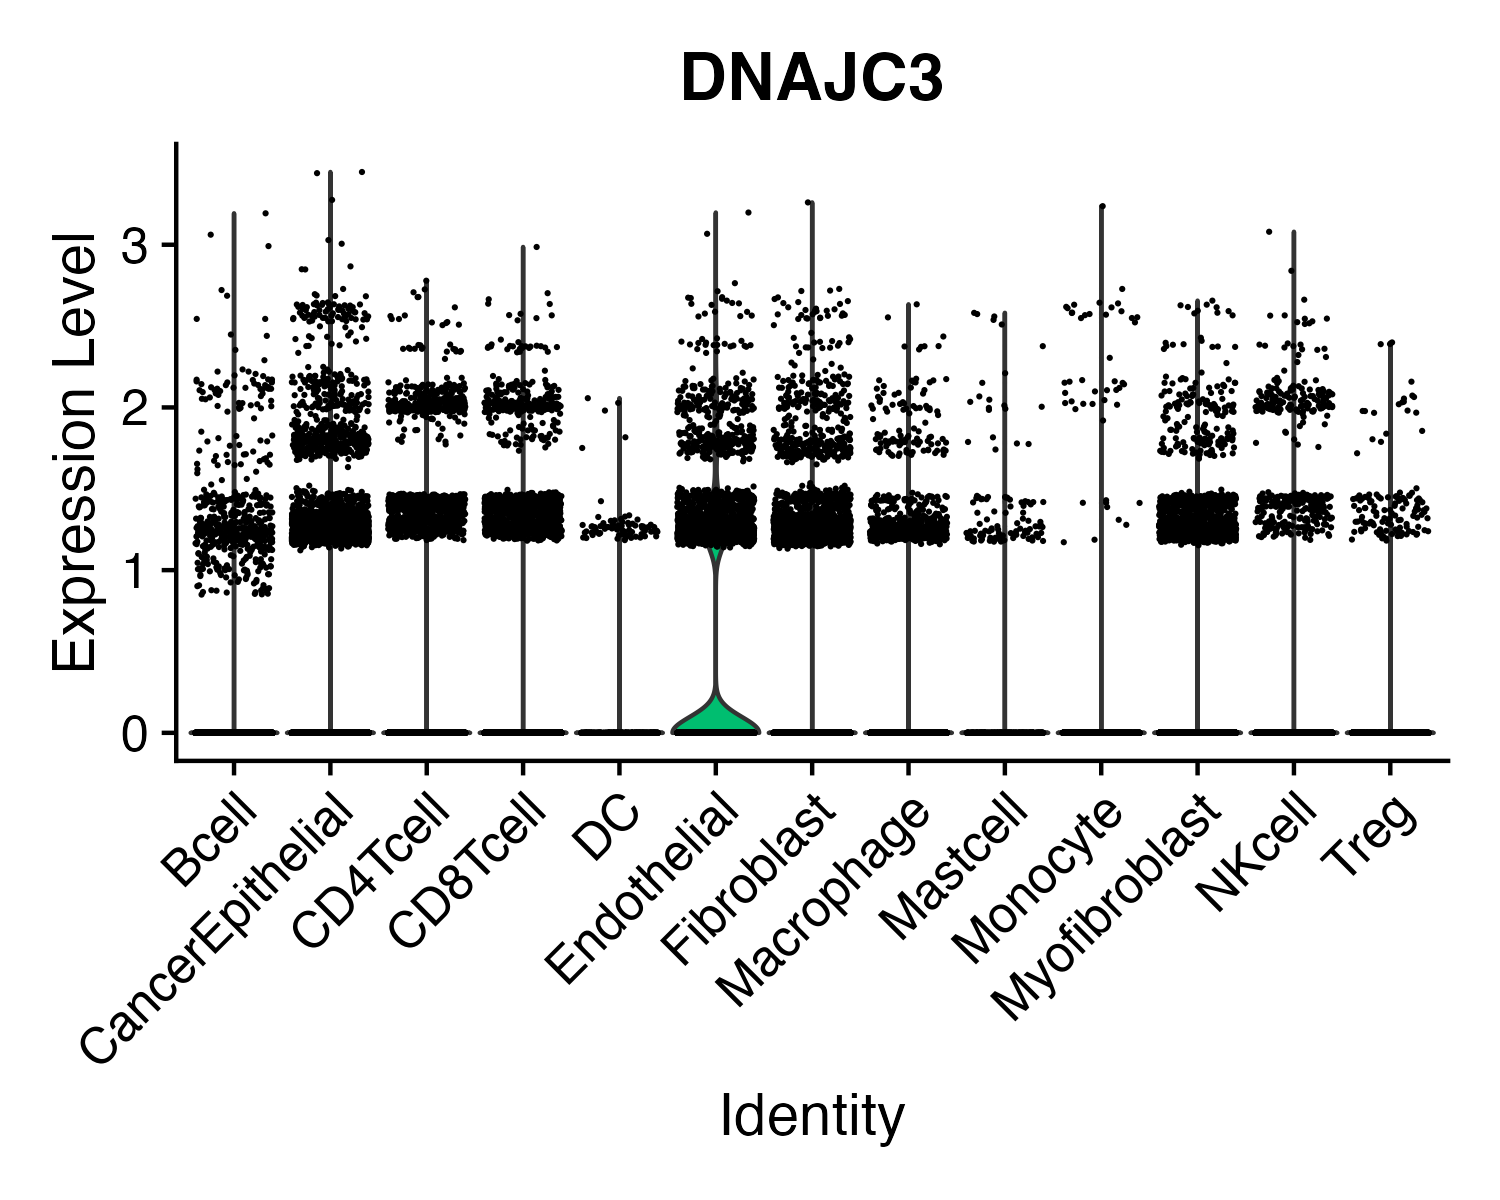 DNAJC3
Expression Level
3
2
1
0
Bcell
CancerEpithelial
CD4Tcell
CD8Tcell
DC
Endothelial
Fibroblast
Macrophage
Mastcell
Monocyte
Myofibroblast
NKcell
Treg
Identity